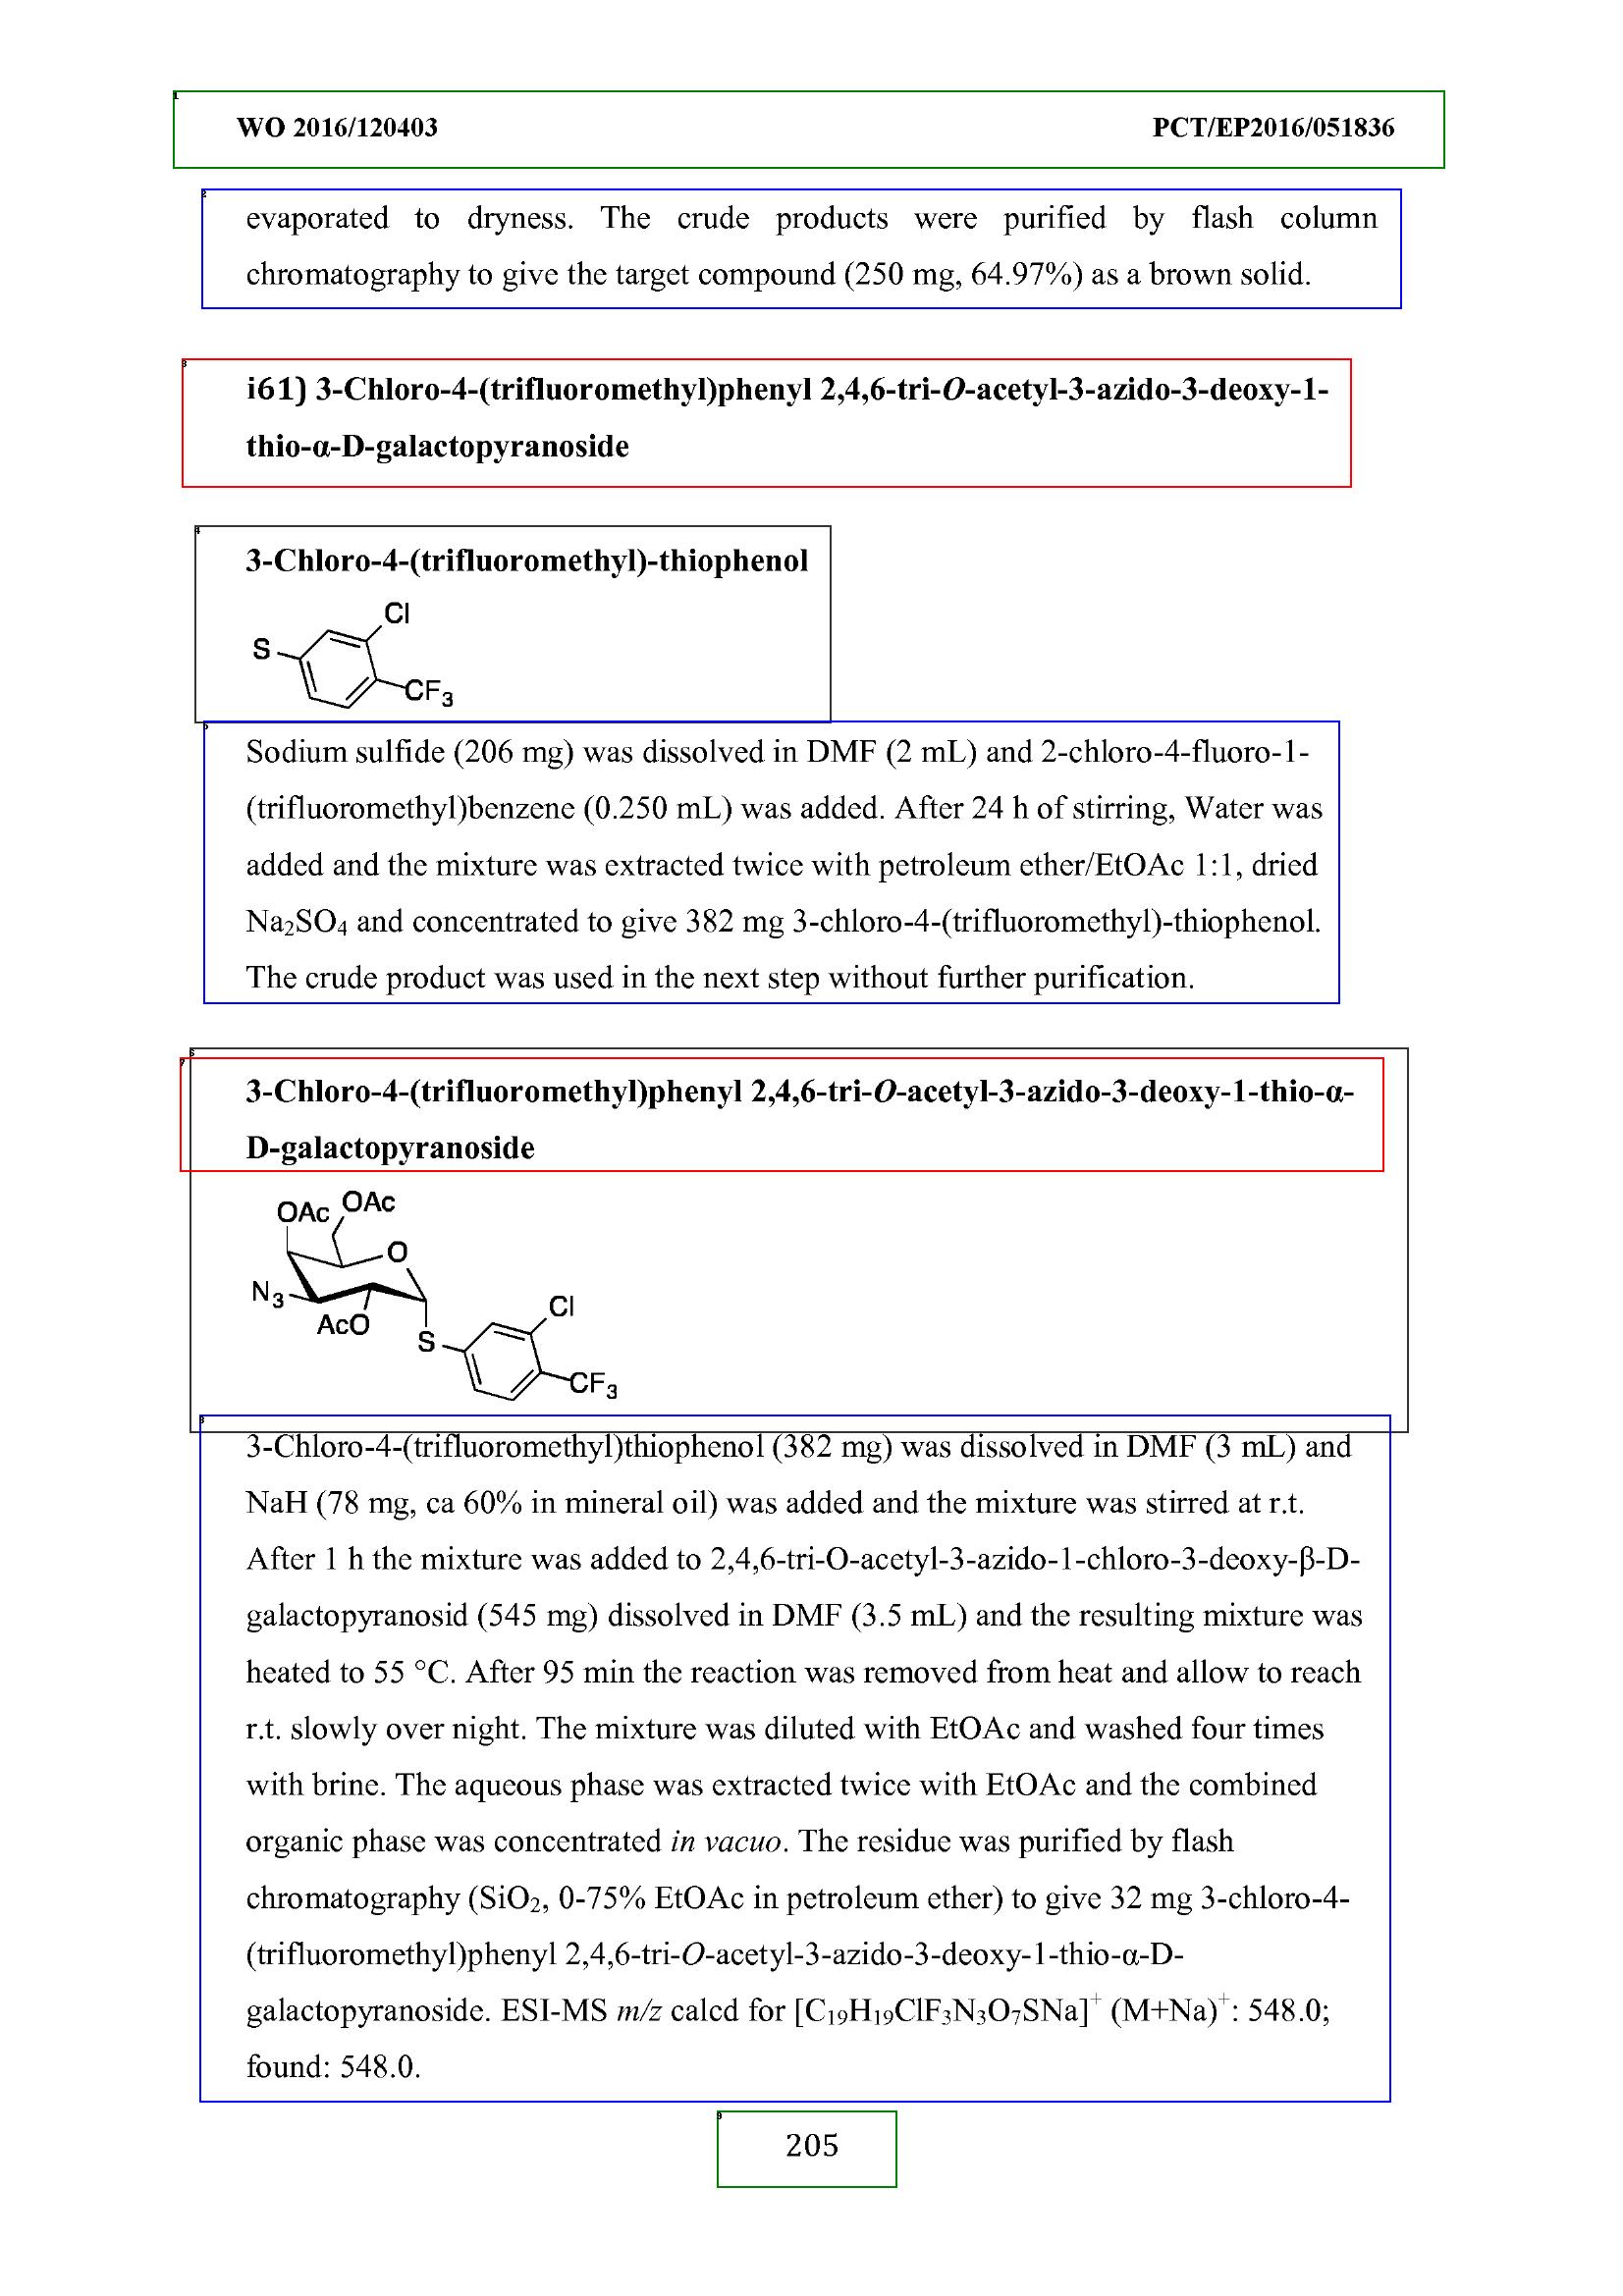 WO 2016/120403 PCT/EP2016/051836
evaporated to dryness. The crude products were purified by flash column
chromatography to give the target compound (250 mg, 64.97%) as a brown solid.
i61) 3-Chloro-4-(trifluoromethyl)phenyl 2,4,6-tri-O-acetyl-3-azido-3-deoxy-1-
thio-α-D-galactopyranoside
3-Chloro-4-(trifluoromethyl)-thiophenol
Cl
S
CF3
Sodium sulfide (206 mg) was dissolved in DMF (2 mL) and 2-chloro-4-fluoro-1-
(trifluoromethyl)benzene (0.250 mL) was added. After 24 h of stirring, Water was
added and the mixture was extracted twice with petroleum ether/EtOAc 1:1, dried
Na2SO4 and concentrated to give 382 mg 3-chloro-4-(trifluoromethyl)-thiophenol.
The crude product was used in the next step without further purification.
3-Chloro-4-(trifluoromethyl)phenyl 2,4,6-tri-O-acetyl-3-azido-3-deoxy-1-thio-α-
D-galactopyranoside
OAc OAc
O
N3
AcO
Cl
S
CF3
3-Chloro-4-(trifluoromethyl)thiophenol (382 mg) was dissolved in DMF (3 mL) and
NaH (78 mg, ca 60% in mineral oil) was added and the mixture was stirred at r.t.
After 1 h the mixture was added to 2,4,6-tri-O-acetyl-3-azido-1-chloro-3-deoxy-β-D-
galactopyranosid (545 mg) dissolved in DMF (3.5 mL) and the resulting mixture was
heated to 55 °C. After 95 min the reaction was removed from heat and allow to reach
r.t. slowly over night. The mixture was diluted with EtOAc and washed four times
with brine. The aqueous phase was extracted twice with EtOAc and the combined
organic phase was concentrated in vacuo. The residue was purified by flash
chromatography (SiO2, 0-75% EtOAc in petroleum ether) to give 32 mg 3-chloro-4-
(trifluoromethyl)phenyl 2,4,6-tri-O-acetyl-3-azido-3-deoxy-1-thio-α-D-
galactopyranoside. ESI-MS m/z calcd for [C19H19ClF3N3O7SNa]+ (M+Na)+: 548.0;
found: 548.0.
205